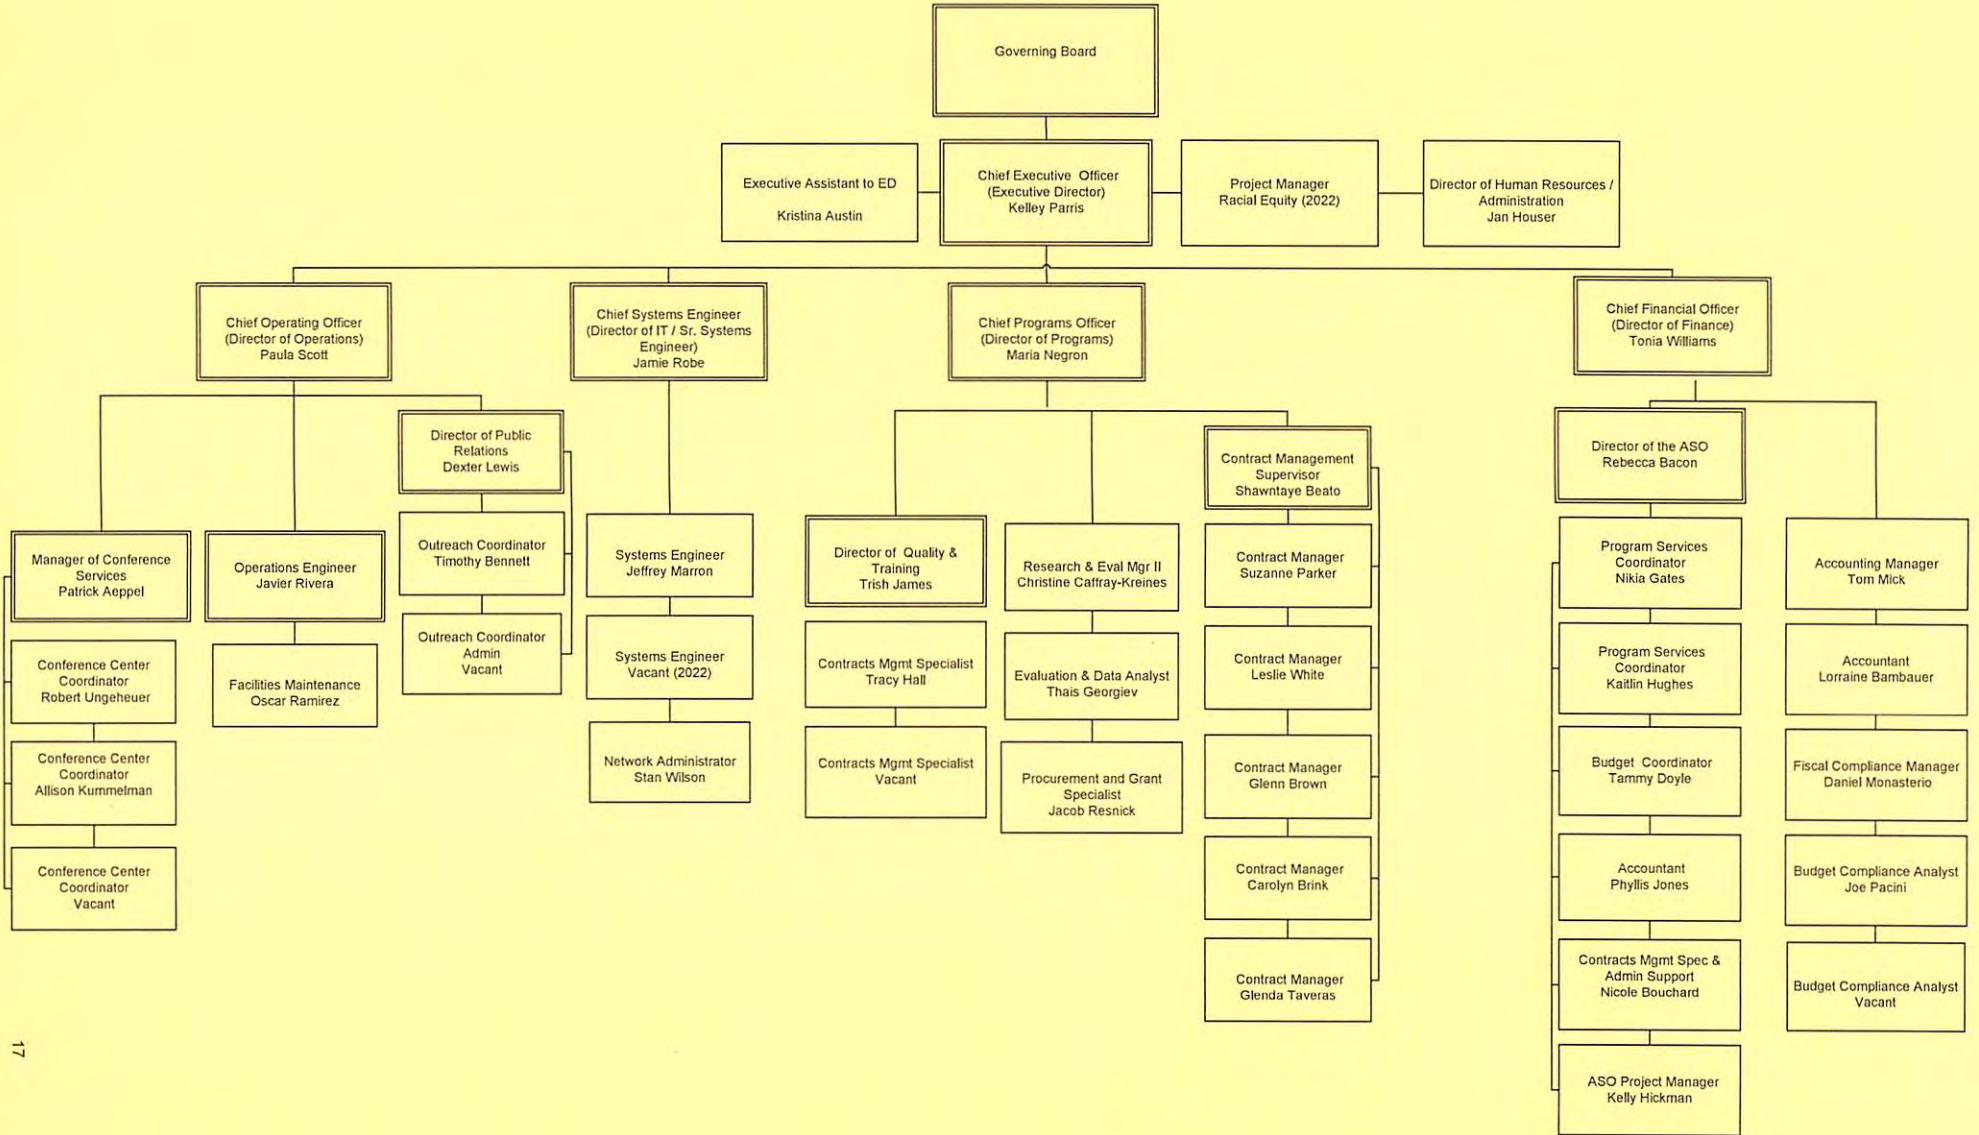 Governing Board
Executive Assistant to ED
Kristina Austin
Chief Executive Officer
(Executive Director)
Kelley Parris
Project Manager
Racial Equity (2022)
Director of Human Resources /
Administration
Jan Houser
Chief Operating Officer
(Director of Operations)
Paula Scott
Chief Systems Engineer
(Director of IT / Sr. Systems
Engineer)
Jamie Robe
Chief Programs Officer
(Director of Programs)
Maria Negron
Chief Financial Officer
(Director of Finance)
Tonia Williams
Manager of Conference
Services
Patrick Aeppel
Conference Center
Coordinator
Robert Ungeheuer
Conference Center
Coordinator
Allison Kummelman
Conference Center
Coordinator
Vacant
Operations Engineer
Javier Rivera
Facilities Maintenance
Oscar Ramirez
Director of Public
Relations
Dexter Lewis
Outreach Coordinator
Timothy Bennett
Outreach Coordinator
Admin
Vacant
Systems Engineer
Jeffrey Marron
Systems Engineer
Vacant (2022)
Network Administrator
Stan Wilson
Director of Quality &
Training
Trish James
Contracts Mgmt Specialist
Tracy Hall
Contracts Mgmt Specialist
Vacant
Research & Eval Mgr II
Christine Caffray-Kreines
Evaluation & Data Analyst
Thais Georgiev
Procurement and Grant
Specialist
Jacob Resnick
Contract Management
Supervisor
Shawntaye Beato
Contract Manager
Suzanne Parker
Contract Manager
Leslie White
Contract Manager
Glenn Brown
Contract Manager
Carolyn Brink
Contract Manager
Glenda Taveras
Director of the ASO
Rebecca Bacon
Program Services
Coordinator
Nikia Gates
Program Services
Coordinator
Kaitlin Hughes
Budget Coordinator
Tammy Doyle
Accountant
Phyllis Jones
Contracts Mgmt Spec &
Admin Support
Nicole Bouchard
ASO Project Manager
Kelly Hickman
Accounting Manager
Tom Mick
Accountant
Lorraine Bambauer
Fiscal Compliance Manager
Daniel Monasterio
Budget Compliance Analyst
Joe Pacini
Budget Compliance Analyst
Vacant
17